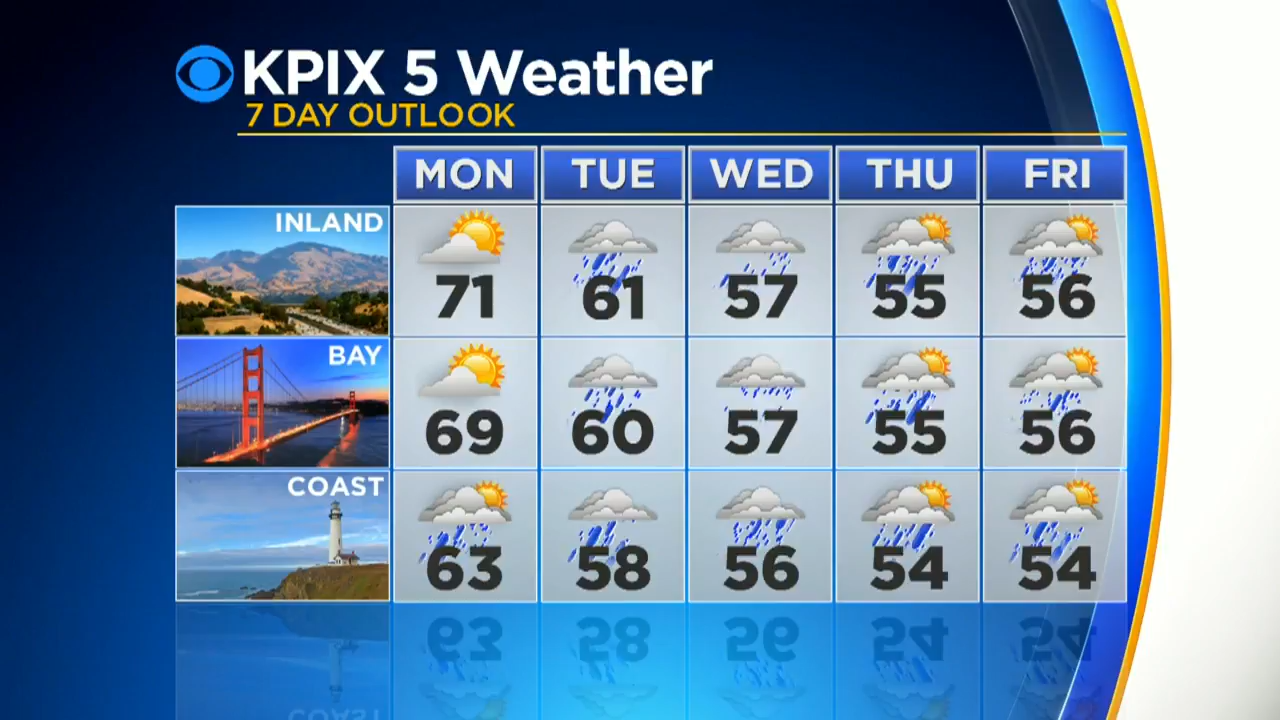 KPIX 5 Weather
7 DAY OUTLOOK
MON TUE WED THU FRI
INLAND
71 61 57 55 56
BAY
69 60 57 55 56
COAST
63 58 56 54 54